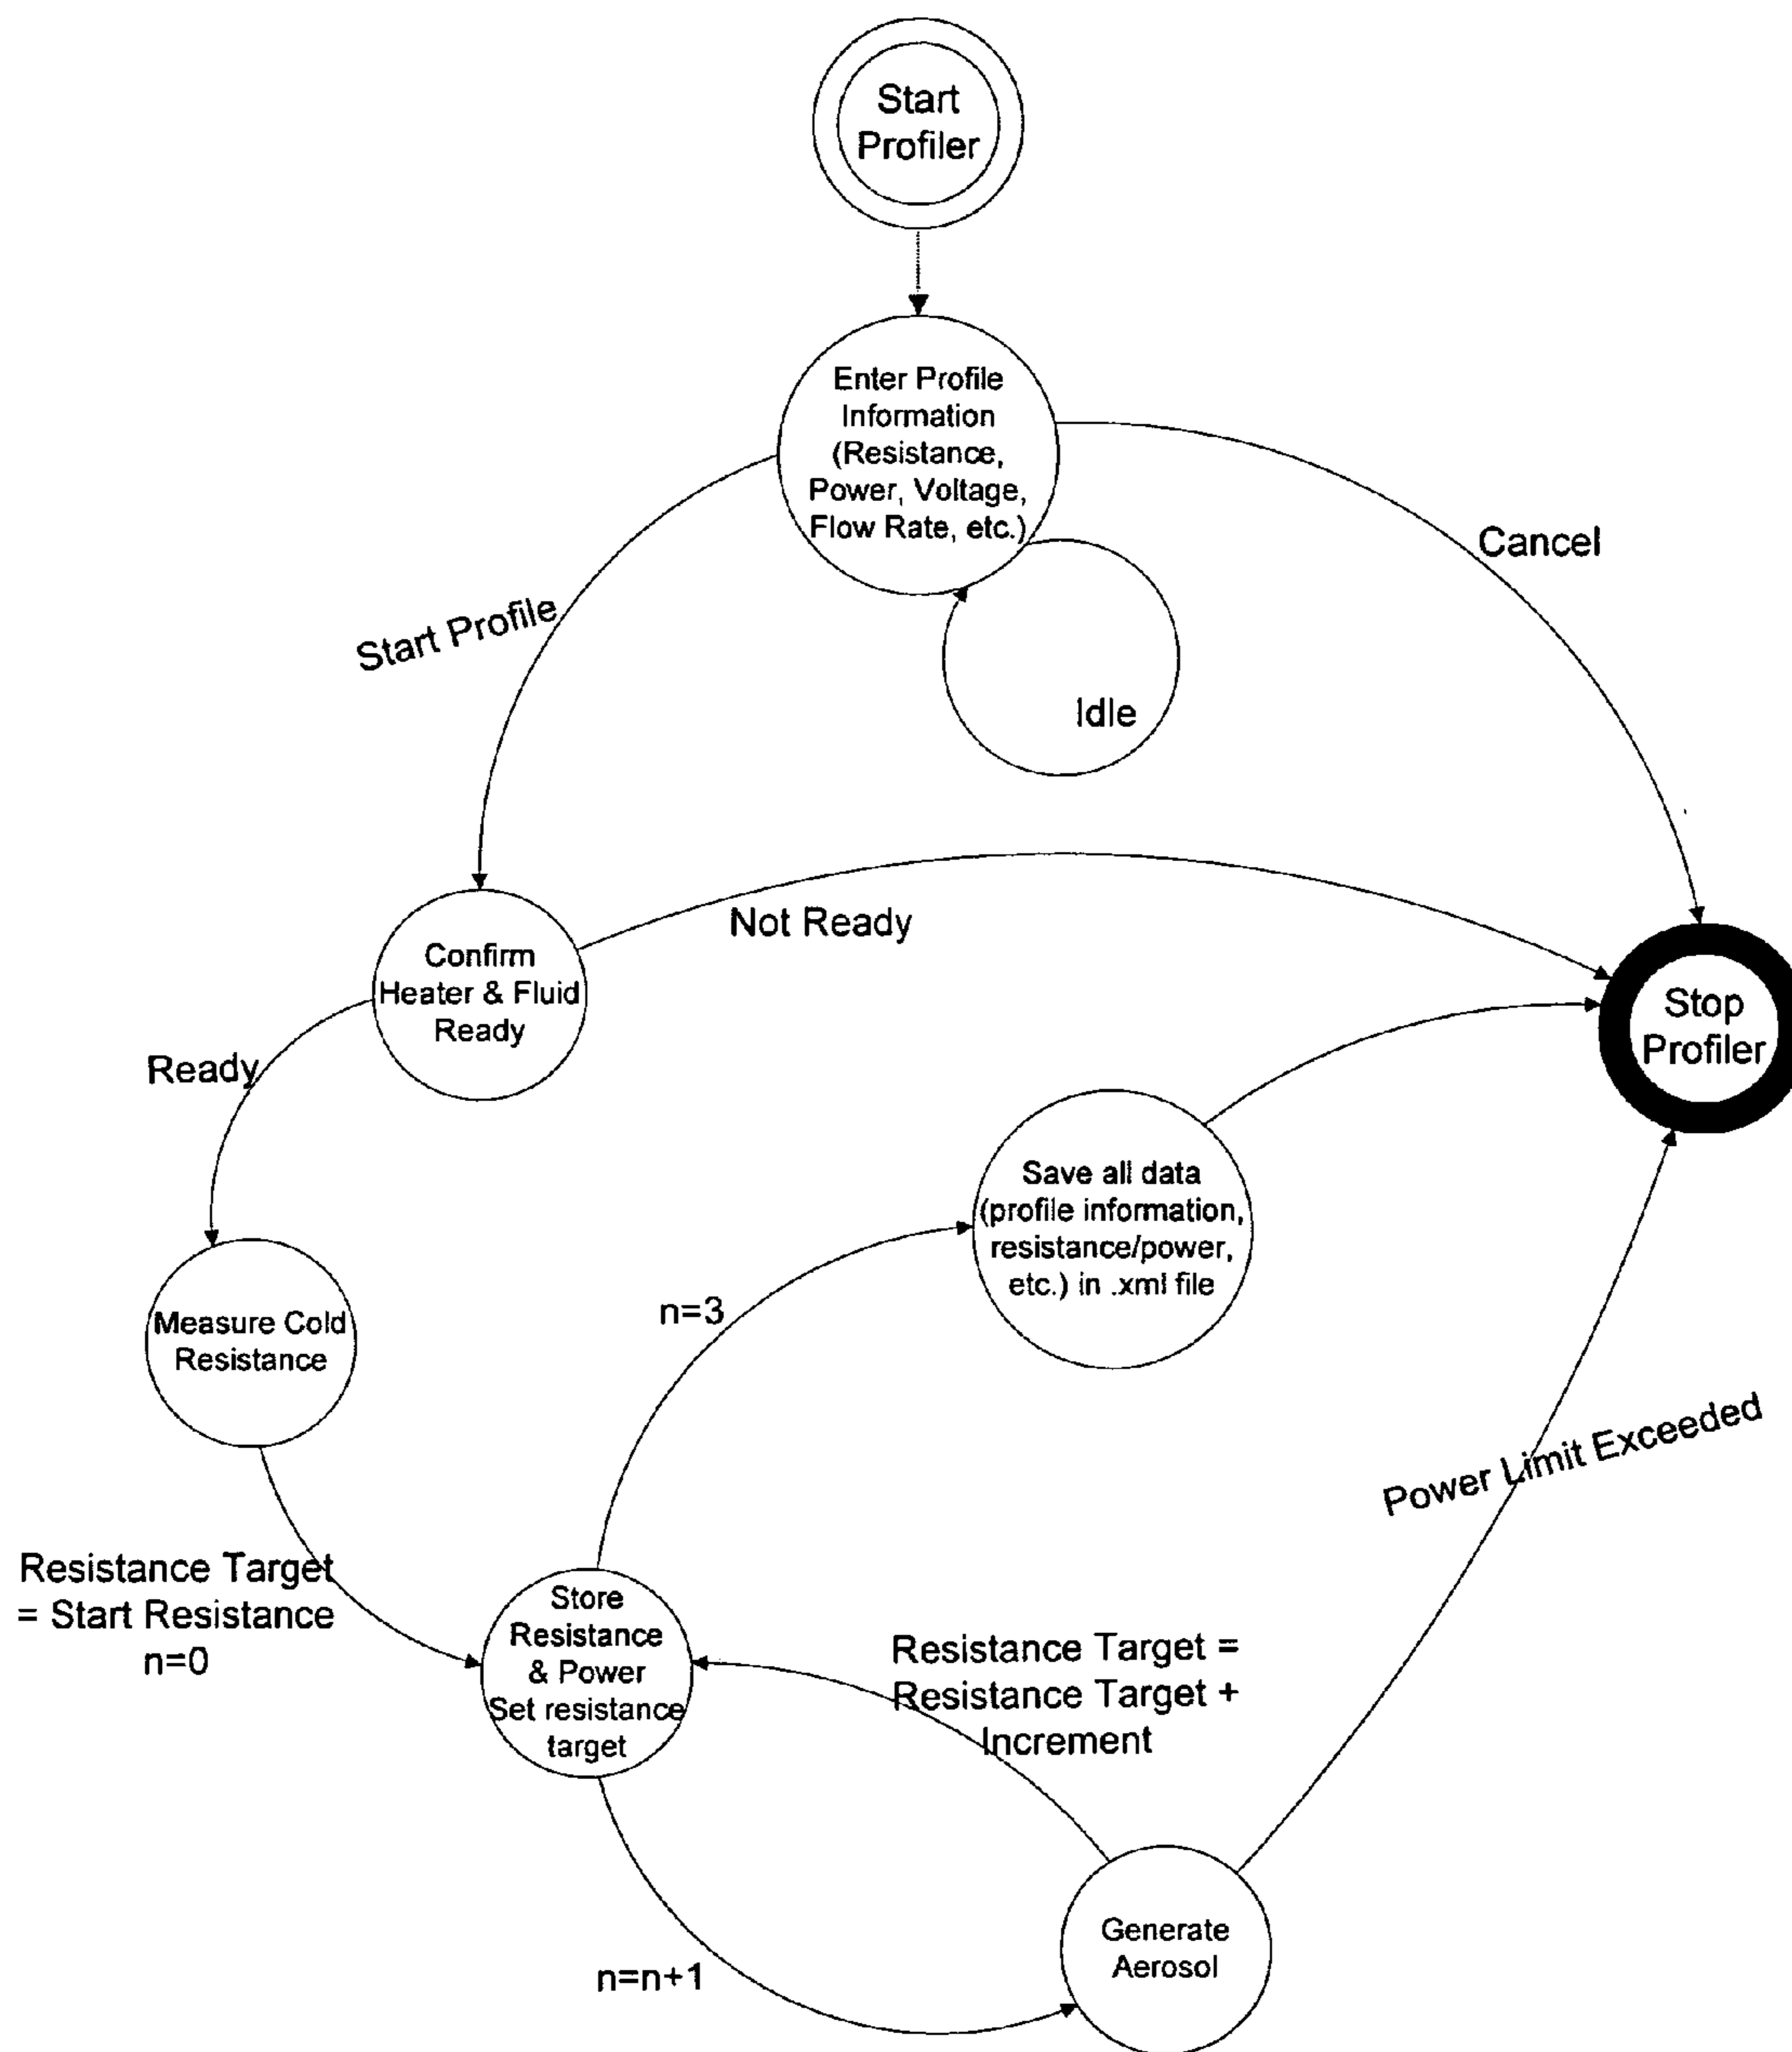 Start
Profiler
Enter Profile
Information
(Resistance,
Power, Voltage,
Flow Rate, etc.)
Cancel
Start Profile
Idle
Not Ready
Confirm
Heater & Fluid
Ready
Stop
Profiler
Ready
Save all data
(profile information,
resistance/power,
etc.) in .xml file
n=3
Measure Cold
Resistance
Power Limit Exceeded
Resistance Target
= Start Resistance
n=0
Store
Resistance
& Power
Set resistance
target
Resistance Target =
Resistance Target +
Increment
Generate
Aerosol
n=n+1